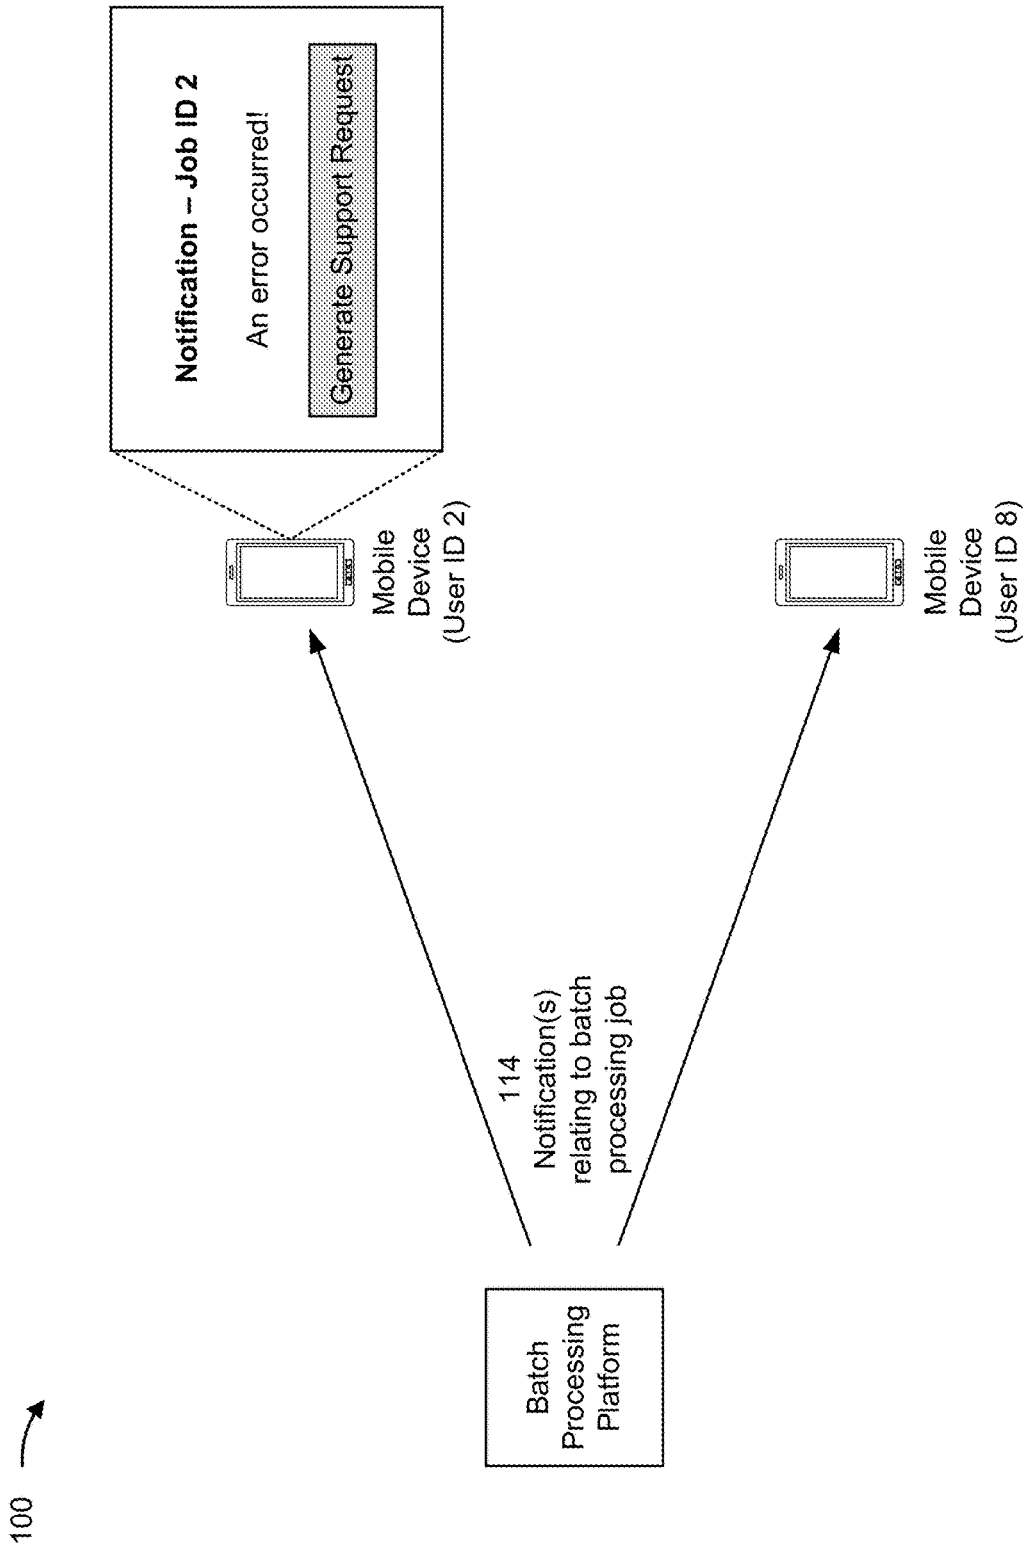 100
Batch
Processing
Platform
114
Notification(s)
relating to batch
processing job
Mobile
Device
(User ID 2)
Notification – Job ID 2
An error occurred!
Generate Support Request
Mobile
Device
(User ID 8)